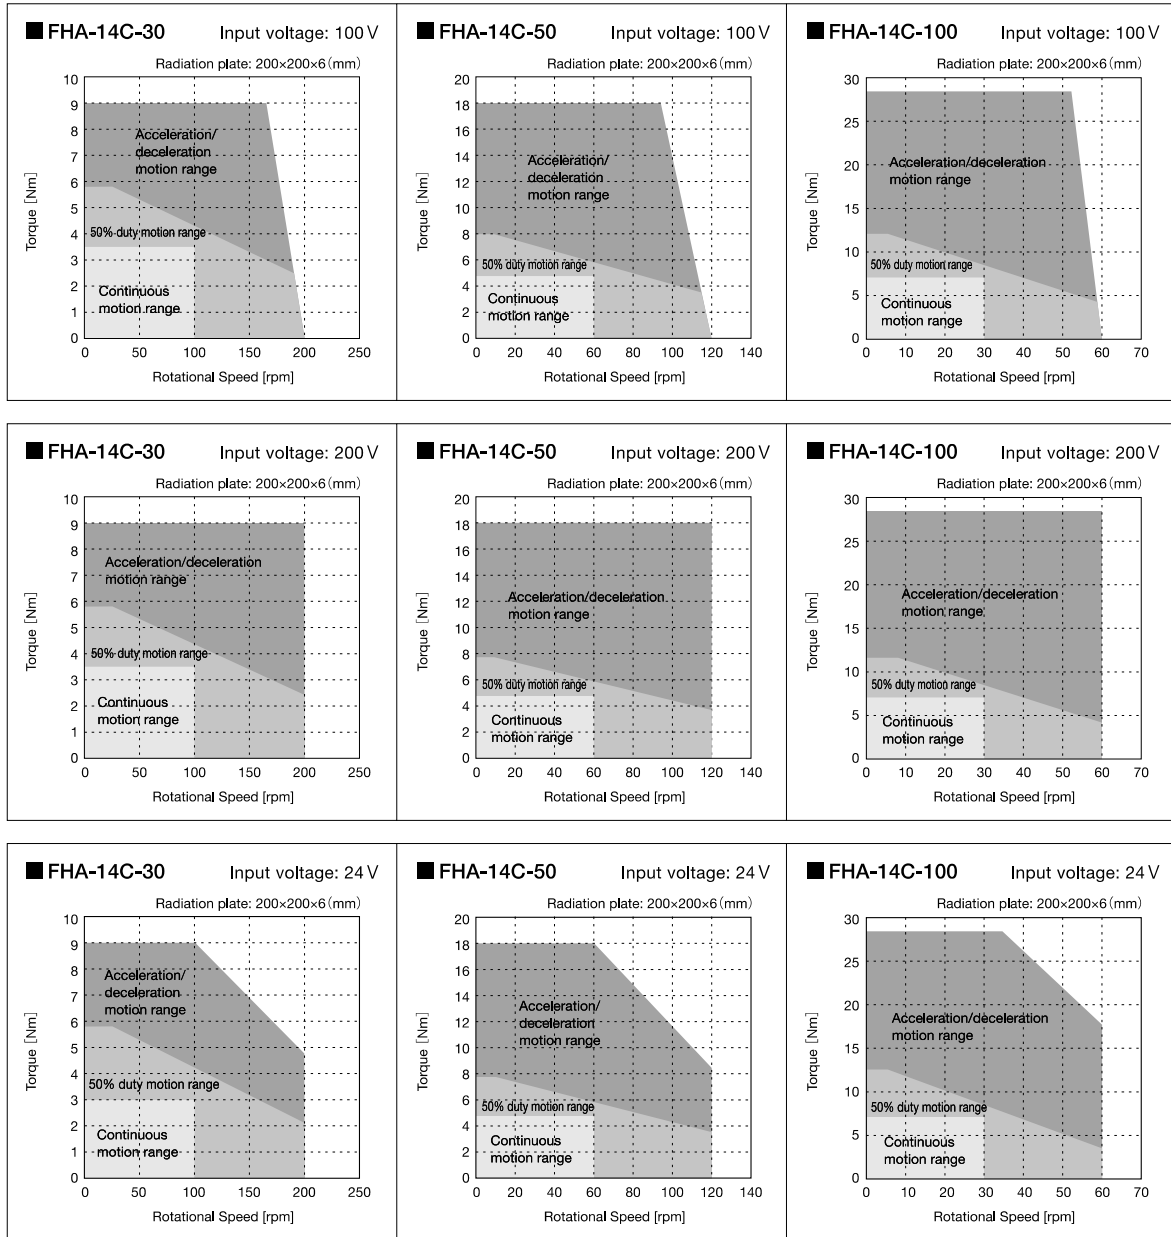 ■ FHA-14C-30 Input voltage: 100 V
Radiation plate: 200×200×6(mm)
Torque [Nm]
10
9
8
7
6
5
4
3
2
1
0
Acceleration/
deceleration
motion range
50% duty motion range
Continuous
motion range
0 50 100 150 200 250
Rotational Speed [rpm]
■ FHA-14C-50 Input voltage: 100 V
Radiation plate: 200×200×6(mm)
Torque [Nm]
20
18
16
14
12
10
8
6
4
2
0
Acceleration/
deceleration
motion range
50% duty motion range
Continuous
motion range
0 20 40 60 80 100 120 140
Rotational Speed [rpm]
■ FHA-14C-100 Input voltage: 100 V
Radiation plate: 200×200×6(mm)
Torque [Nm]
30
25
20
15
10
5
0
Acceleration/deceleration
motion range
50% duty motion range
Continuous
motion range
0 10 20 30 40 50 60 70
Rotational Speed [rpm]
■ FHA-14C-30 Input voltage: 200 V
Radiation plate: 200×200×6(mm)
Torque [Nm]
10
9
8
7
6
5
4
3
2
1
0
Acceleration/deceleration
motion range
50% duty motion range
Continuous
motion range
0 50 100 150 200 250
Rotational Speed [rpm]
■ FHA-14C-50 Input voltage: 200 V
Radiation plate: 200×200×6(mm)
Torque [Nm]
20
18
16
14
12
10
8
6
4
2
0
Acceleration/deceleration
motion range
50% duty motion range
Continuous
motion range
0 20 40 60 80 100 120 140
Rotational Speed [rpm]
■ FHA-14C-100 Input voltage: 200 V
Radiation plate: 200×200×6(mm)
Torque [Nm]
30
25
20
15
10
5
0
Acceleration/deceleration
motion range
50% duty motion range
Continuous
motion range
0 10 20 30 40 50 60 70
Rotational Speed [rpm]
■ FHA-14C-30 Input voltage: 24 V
Radiation plate: 200×200×6(mm)
Torque [Nm]
10
9
8
7
6
5
4
3
2
1
0
Acceleration/
deceleration
motion range
50% duty motion range
Continuous
motion range
0 50 100 150 200 250
Rotational Speed [rpm]
■ FHA-14C-50 Input voltage: 24 V
Radiation plate: 200×200×6(mm)
Torque [Nm]
20
18
16
14
12
10
8
6
4
2
0
Acceleration/
deceleration
motion range
50% duty motion range
Continuous
motion range
0 20 40 60 80 100 120 140
Rotational Speed [rpm]
■ FHA-14C-100 Input voltage: 24 V
Radiation plate: 200×200×6(mm)
Torque [Nm]
30
25
20
15
10
5
0
Acceleration/deceleration
motion range
50% duty motion range
Continuous
motion range
0 10 20 30 40 50 60 70
Rotational Speed [rpm]